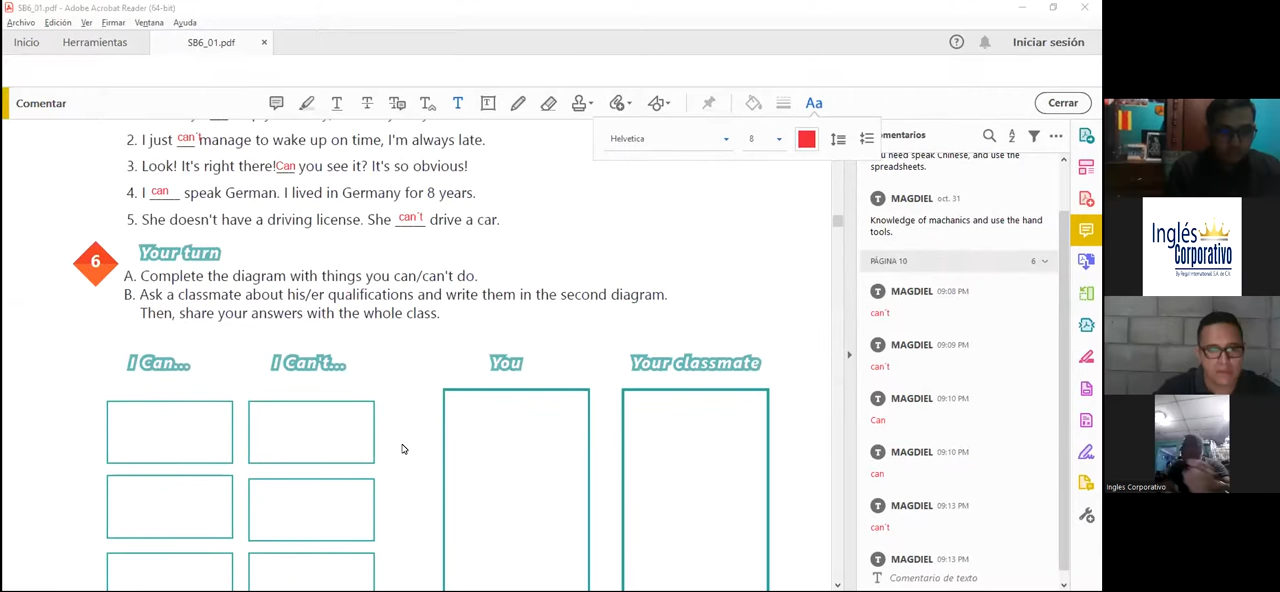 SB6_01.pdf - Adobe Acrobat Reader (64-bit)
Archivo Edición Ver Firmar Ventana Ayuda
Inicio Herramientas SB6_01.pdf × Iniciar sesión
Comentar Cerrar
Helvetica 8
2. I just can´t manage to wake up on time, I'm always late.
3. Look! It's right there! Can you see it? It's so obvious!
4. I can speak German. I lived in Germany for 8 years.
5. She doesn't have a driving license. She can´t drive a car.
6 Your turn
A. Complete the diagram with things you can/can't do.
B. Ask a classmate about his/er qualifications and write them in the second diagram.
Then, share your answers with the whole class.
I Can... I Can't... You Your classmate
omentarios
ou need speak Chinese, and use the
spreadsheets.
MAGDIEL oct. 31
Knowledge of machanics and use the hand
tools.
PÁGINA 10 6
MAGDIEL 09:08 PM
can´t
MAGDIEL 09:09 PM
can´t
MAGDIEL 09:10 PM
Can
MAGDIEL 09:10 PM
can
MAGDIEL 09:13 PM
can´t
MAGDIEL 09:13 PM
Comentario de texto
Inglés
Corporativo
Ingles Corporativo